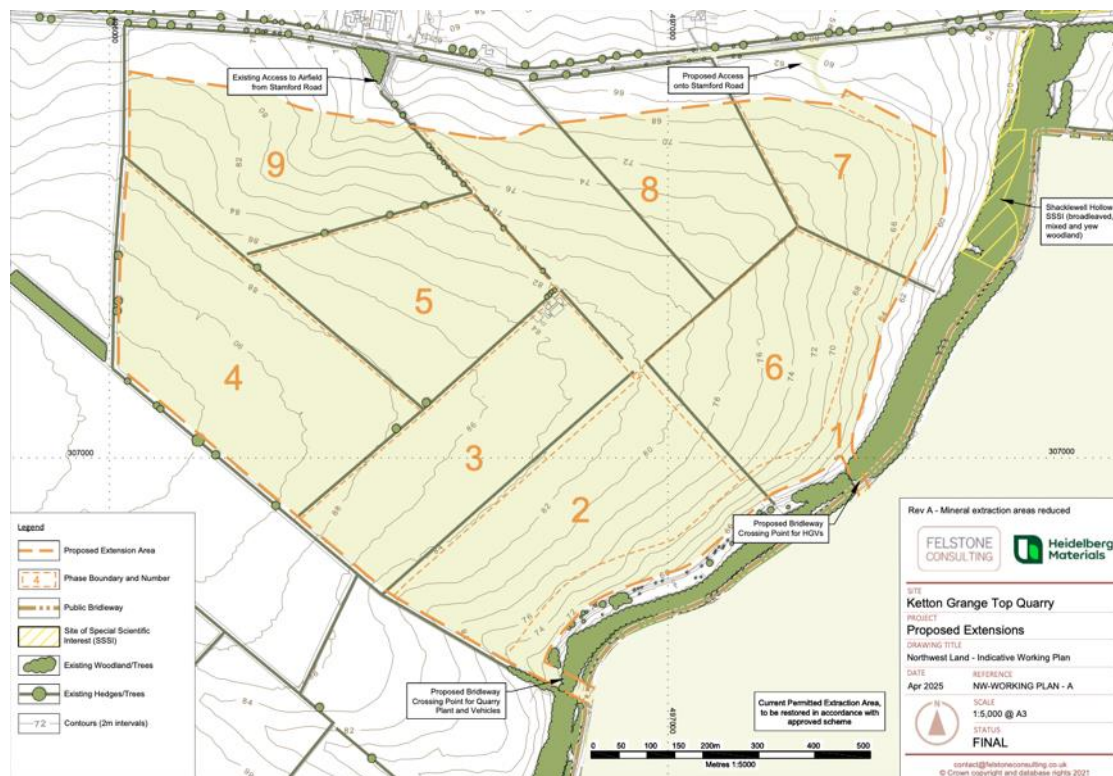 496000
497000
Existing Access to Airfield
from Stamford Road
Proposed Access
onto Stamford Road
9
8
7
Shacklewell Hollow
SSSI (broadleaved,
mixed and yew
woodland)
5
4
6
3
1
2
307000
307000
Proposed Bridleway
Crossing Point for HGVs
Proposed Bridleway
Crossing Point for Quarry
Plant and Vehicles
497000
Current Permitted Extraction Area,
to be restored in accordance with
approved scheme
0 50 100 150 200m 300 400 500
Metres 1:5000
Legend
Proposed Extension Area
4 Phase Boundary and Number
Public Bridleway
Site of Special Scientific
Interest (SSSI)
Existing Woodland/Trees
Existing Hedges/Trees
72 Contours (2m intervals)
Rev A - Mineral extraction areas reduced
FELSTONE
CONSULTING
Heidelberg
Materials
SITE
Ketton Grange Top Quarry
PROJECT
Proposed Extensions
DRAWING TITLE
Northwest Land - Indicative Working Plan
DATE REFERENCE
Apr 2025 NW-WORKING PLAN - A
SCALE
1:5,000 @ A3
N
STATUS
FINAL
contact@felstoneconsulting.co.uk
© Crown copyright and database rights 2021